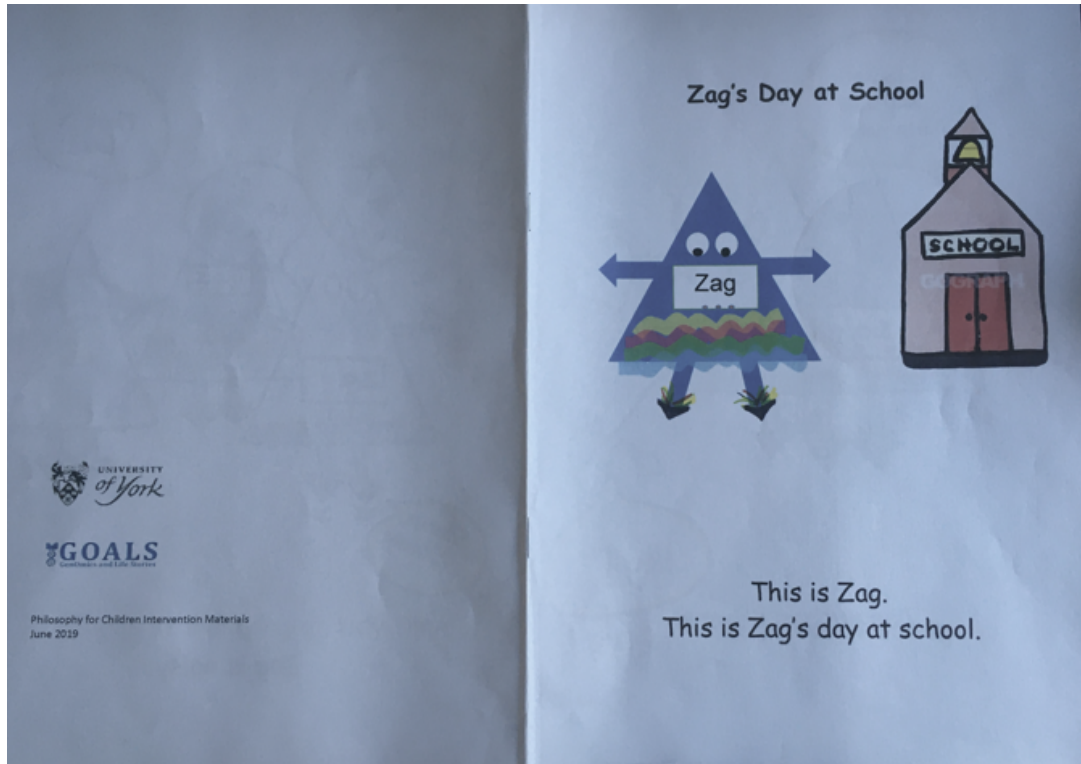 UNIVERSITY
of York
GOALS
Philosophy for Children Intervention Materials
June 2019
Zag's Day at School
SCHOOL
Zag
This is Zag.
This is Zag's day at school.